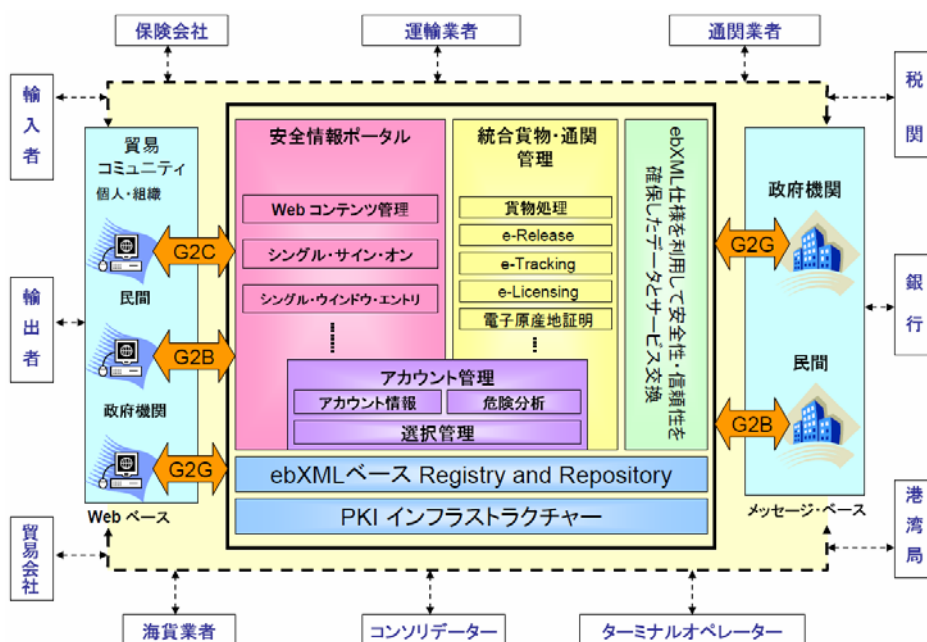 保険会社
運輸業者
通関業者
輸入者
税関
貿易
コミュニティ
個人・組織
G2C
民間
G2B
政府機関
G2G
Web ベース
輸出者
貿易会社
安全情報ポータル
Web コンテンツ管理
シングル・サイン・オン
シングル・ウインドウ・エントリ
統合貨物・通関
管理
貨物処理
e-Release
e-Tracking
e-Licensing
電子原産地証明
ebXML仕様を利用して安全性・信頼性を
確保したデータとサービス交換
アカウント管理
アカウント情報
危険分析
選択管理
ebXMLベース Registry and Repository
PKI インフラストラクチャー
政府機関
G2G
民間
G2B
メッセージ・ベース
銀行
港湾局
海貨業者
コンソリデーター
ターミナルオペレーター